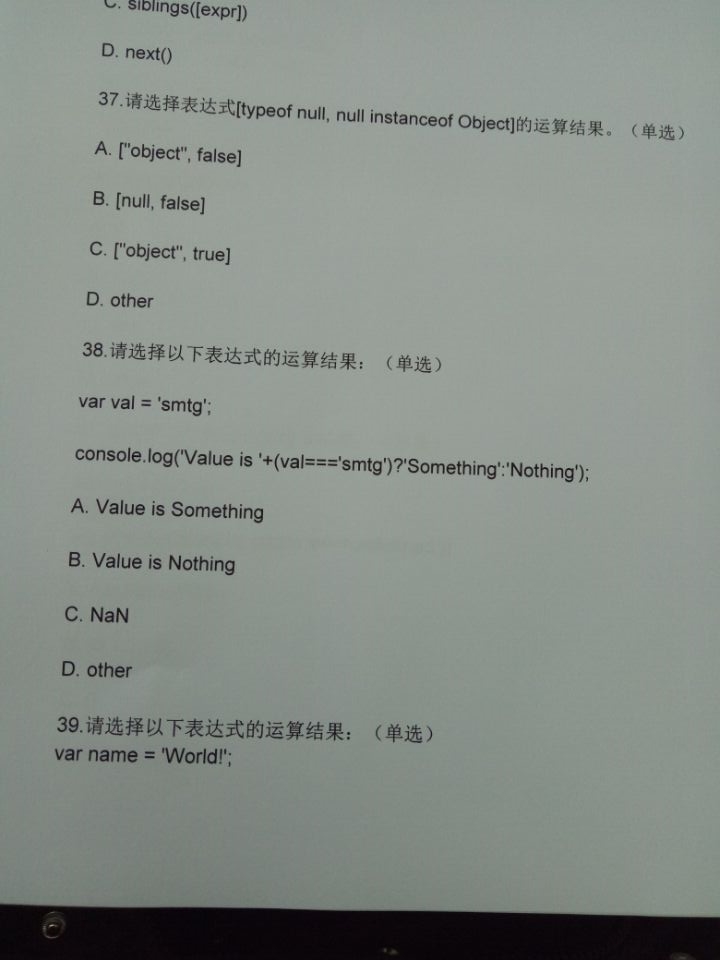 C. siblings([expr])
D. next()
37.请选择表达式[typeof null, null instanceof Object]的运算结果。（单选）
A. ["object", false]
B. [null, false]
C. ["object", true]
D. other
38.请选择以下表达式的运算结果：（单选）
var val = 'smtg';
console.log('Value is '+(val==='smtg')?'Something':'Nothing');
A. Value is Something
B. Value is Nothing
C. NaN
D. other
39.请选择以下表达式的运算结果：（单选）
var name = 'World!';